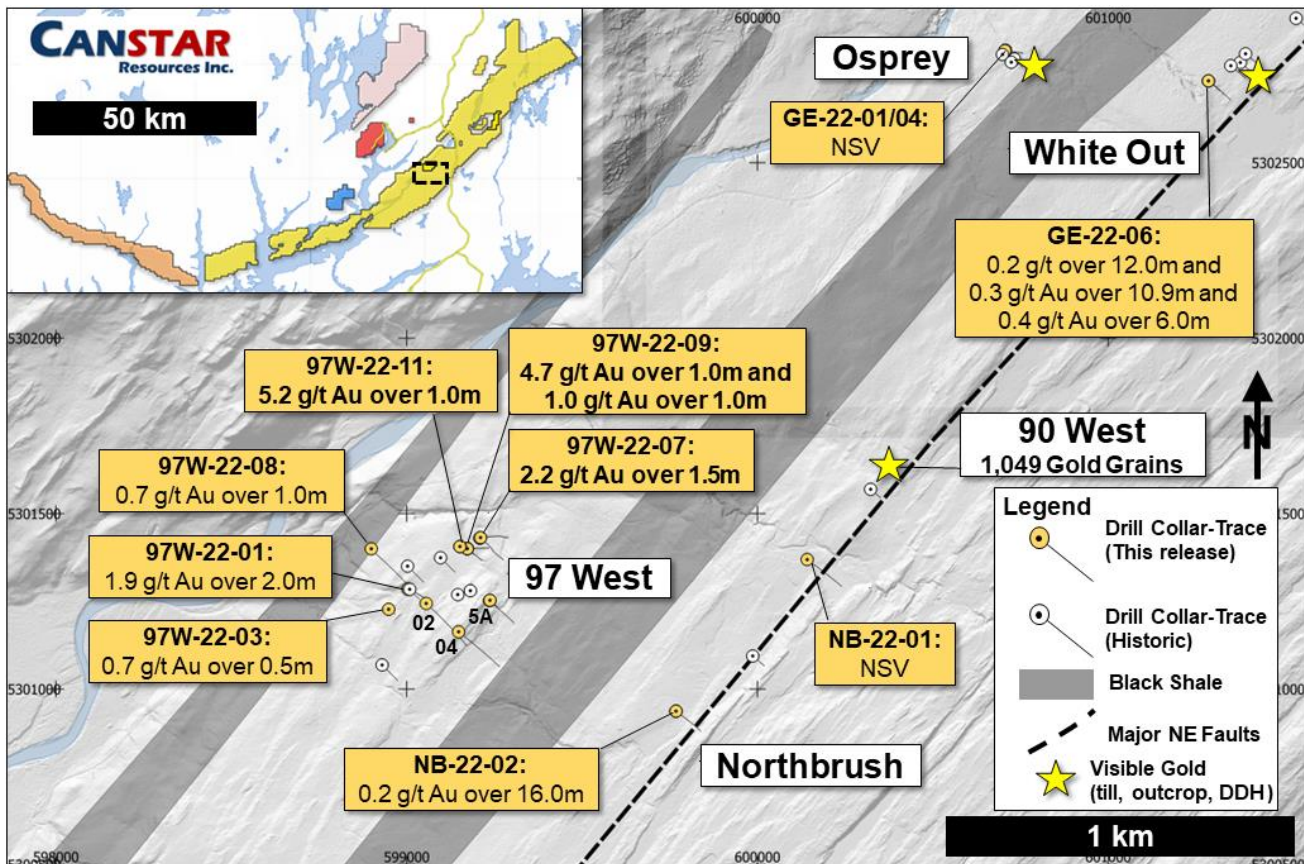 CANSTAR
Resources Inc.
50 km
600000
601000
Osprey
GE-22-01/04:
NSV
White Out
5302500
GE-22-06:
0.2 g/t over 12.0m and
0.3 g/t Au over 10.9m and
0.4 g/t Au over 6.0m
5302000
5302000
97W-22-11:
5.2 g/t Au over 1.0m
97W-22-09:
4.7 g/t Au over 1.0m and
1.0 g/t Au over 1.0m
97W-22-07:
2.2 g/t Au over 1.5m
N
90 West
1,049 Gold Grains
97W-22-08:
0.7 g/t Au over 1.0m
5301500
97W-22-01:
1.9 g/t Au over 2.0m
97 West
97W-22-03:
0.7 g/t Au over 0.5m
02
5A
04
NB-22-01:
NSV
5301000
NB-22-02:
0.2 g/t Au over 16.0m
Northbrush
Legend
Drill Collar-Trace
(This release)
Drill Collar-Trace
(Historic)
Black Shale
Major NE Faults
Visible Gold
(till, outcrop, DDH)
1 km
598000
599000
600000